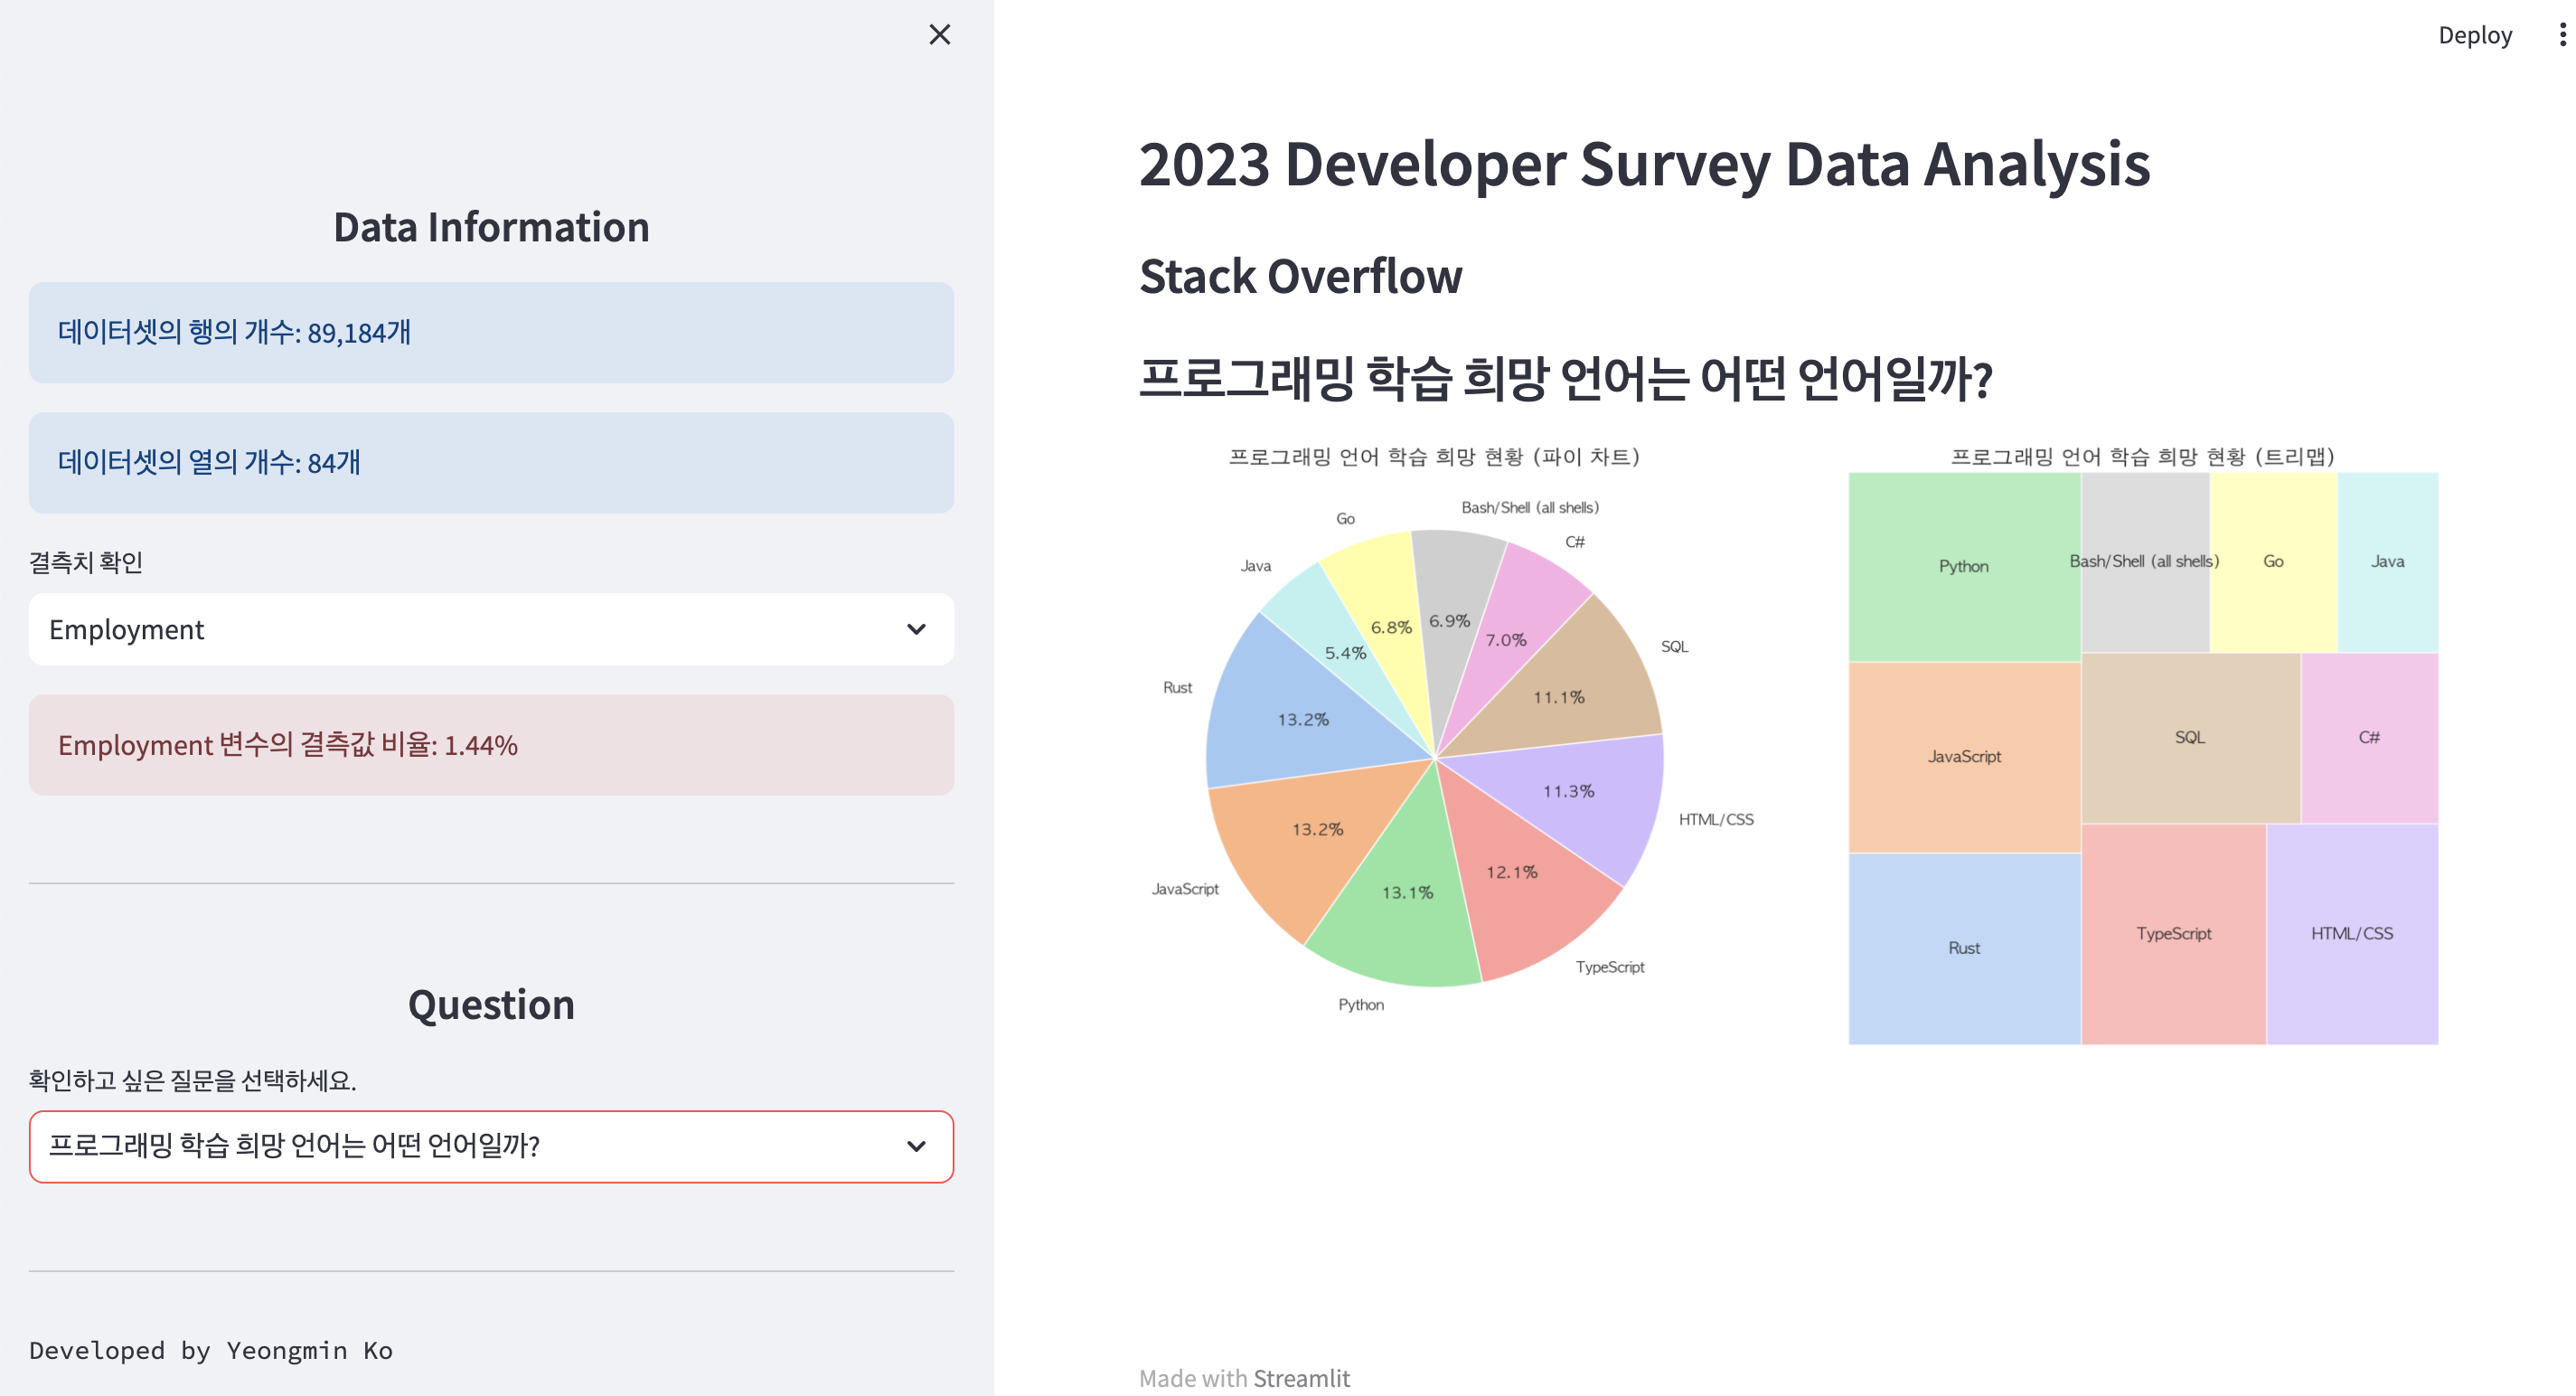 Deploy
Data Information
데이터셋의 행의 개수: 89,184개
데이터셋의 열의 개수: 84개
결측치 확인
Employment
Employment 변수의 결측값 비율: 1.44%
Question
확인하고 싶은 질문을 선택하세요.
프로그래밍 학습 희망 언어는 어떤 언어일까?
Developed by Yeongmin Ko
2023 Developer Survey Data Analysis
Stack Overflow
프로그래밍 학습 희망 언어는 어떤 언어일까?
프로그래밍 언어 학습 희망 현황 (파이 차트)
Bash/Shell (all shells)
Go
C#
Java
SQL
Rust
HTML/CSS
JavaScript
TypeScript
Python
6.9%
6.8%
7.0%
5.4%
11.1%
13.2%
11.3%
13.2%
12.1%
13.1%
프로그래밍 언어 학습 희망 현황 (트리맵)
Python
Bash/Shell (all shells)
Go
Java
JavaScript
SQL
C#
Rust
TypeScript
HTML/CSS
Made with Streamlit